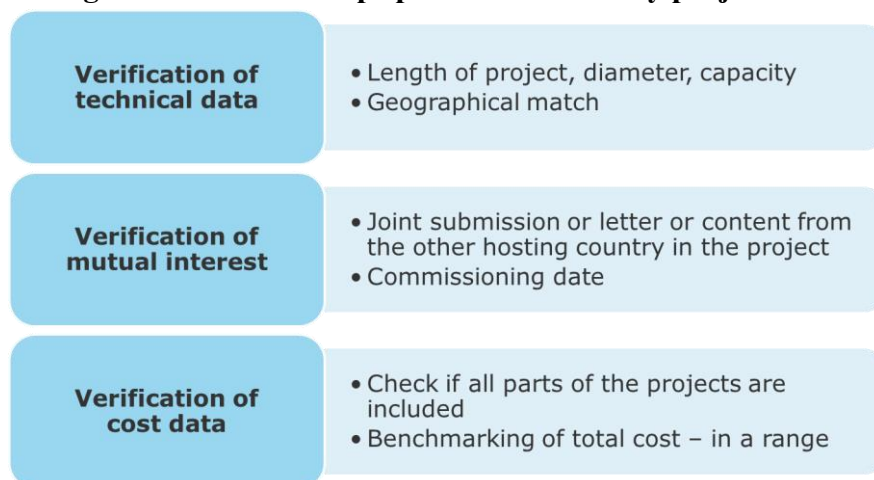 Verification of
technical data
• Length of project, diameter, capacity
• Geographical match
Verification of
mutual interest
• Joint submission or letter or content from
the other hosting country in the project
• Commissioning date
Verification of
cost data
• Check if all parts of the projects are
included
• Benchmarking of total cost – in a range